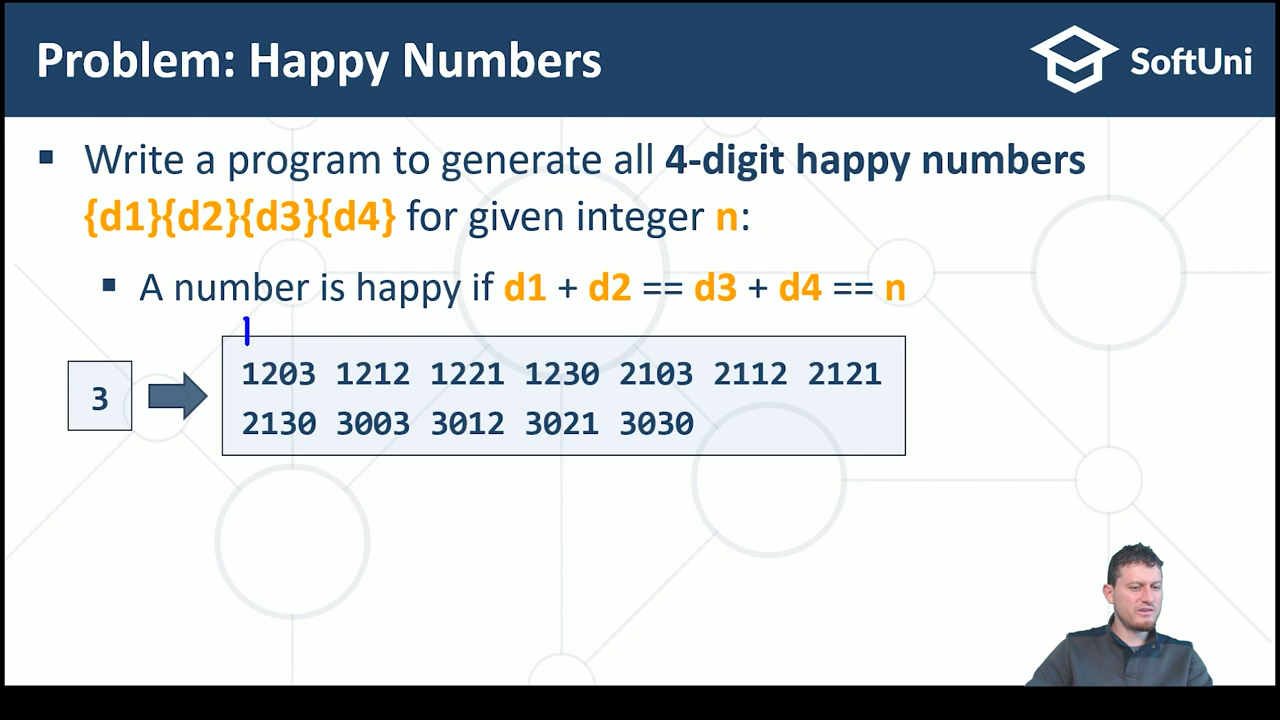 Problem: Happy Numbers
SoftUni
▪ Write a program to generate all 4-digit happy numbers
{d1}{d2}{d3}{d4} for given integer n:
▪ A number is happy if d1 + d2 == d3 + d4 == n
3
1203 1212 1221 1230 2103 2112 2121
2130 3003 3012 3021 3030